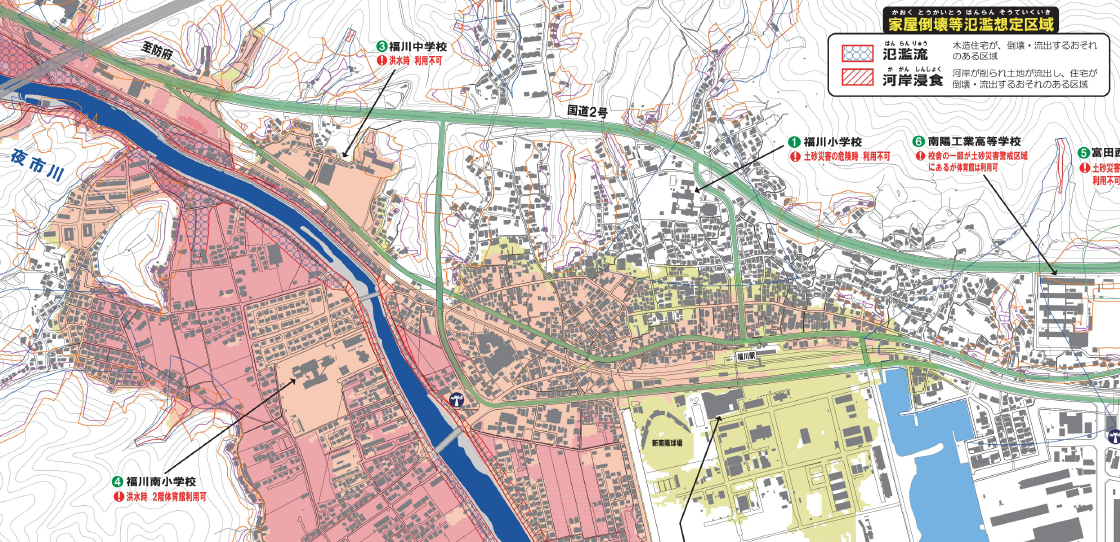 かおく とうかいとう はんらん そうていくいき
家屋倒壊等氾濫想定区域
はんらんりゅう
氾濫流
木造住宅が、倒壊・流出するおそれ
のある区域
か がん しんしょく
河岸浸食
河岸が削られ土地が流出し、住宅が
倒壊・流出するおそれのある区域
至防府
3 福川中学校
! 洪水時 利用不可
国道2号
1 福川小学校
! 土砂災害の危険時 利用不可
6 南陽工業高等学校
! 校舎の一部が土砂災害警戒区域
にあるが体育館は利用可
5 富田西
! 土砂災害
利用不可
夜市川
福川駅
新南陽球場
4 福川南小学校
! 洪水時 2階体育館利用可